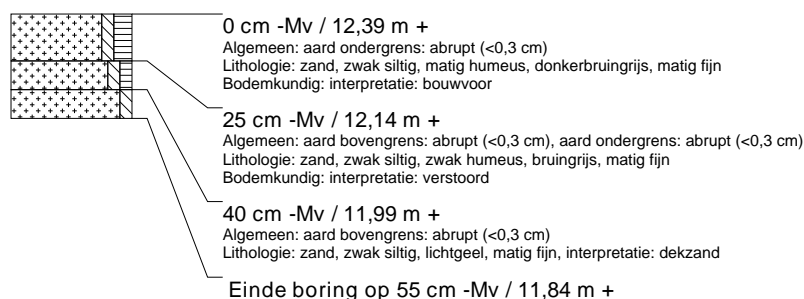 0 cm -Mv / 12,39 m +
Algemeen: aard ondergrens: abrupt (<0,3 cm)
Lithologie: zand, zwak siltig, matig humeus, donkerbruingrijs, matig fijn
Bodemkundig: interpretatie: bouwvoor
25 cm -Mv / 12,14 m +
Algemeen: aard bovengrens: abrupt (<0,3 cm), aard ondergrens: abrupt (<0,3 cm)
Lithologie: zand, zwak siltig, zwak humeus, bruingrijs, matig fijn
Bodemkundig: interpretatie: verstoord
40 cm -Mv / 11,99 m +
Algemeen: aard bovengrens: abrupt (<0,3 cm)
Lithologie: zand, zwak siltig, lichtgeel, matig fijn, interpretatie: dekzand
Einde boring op 55 cm -Mv / 11,84 m +